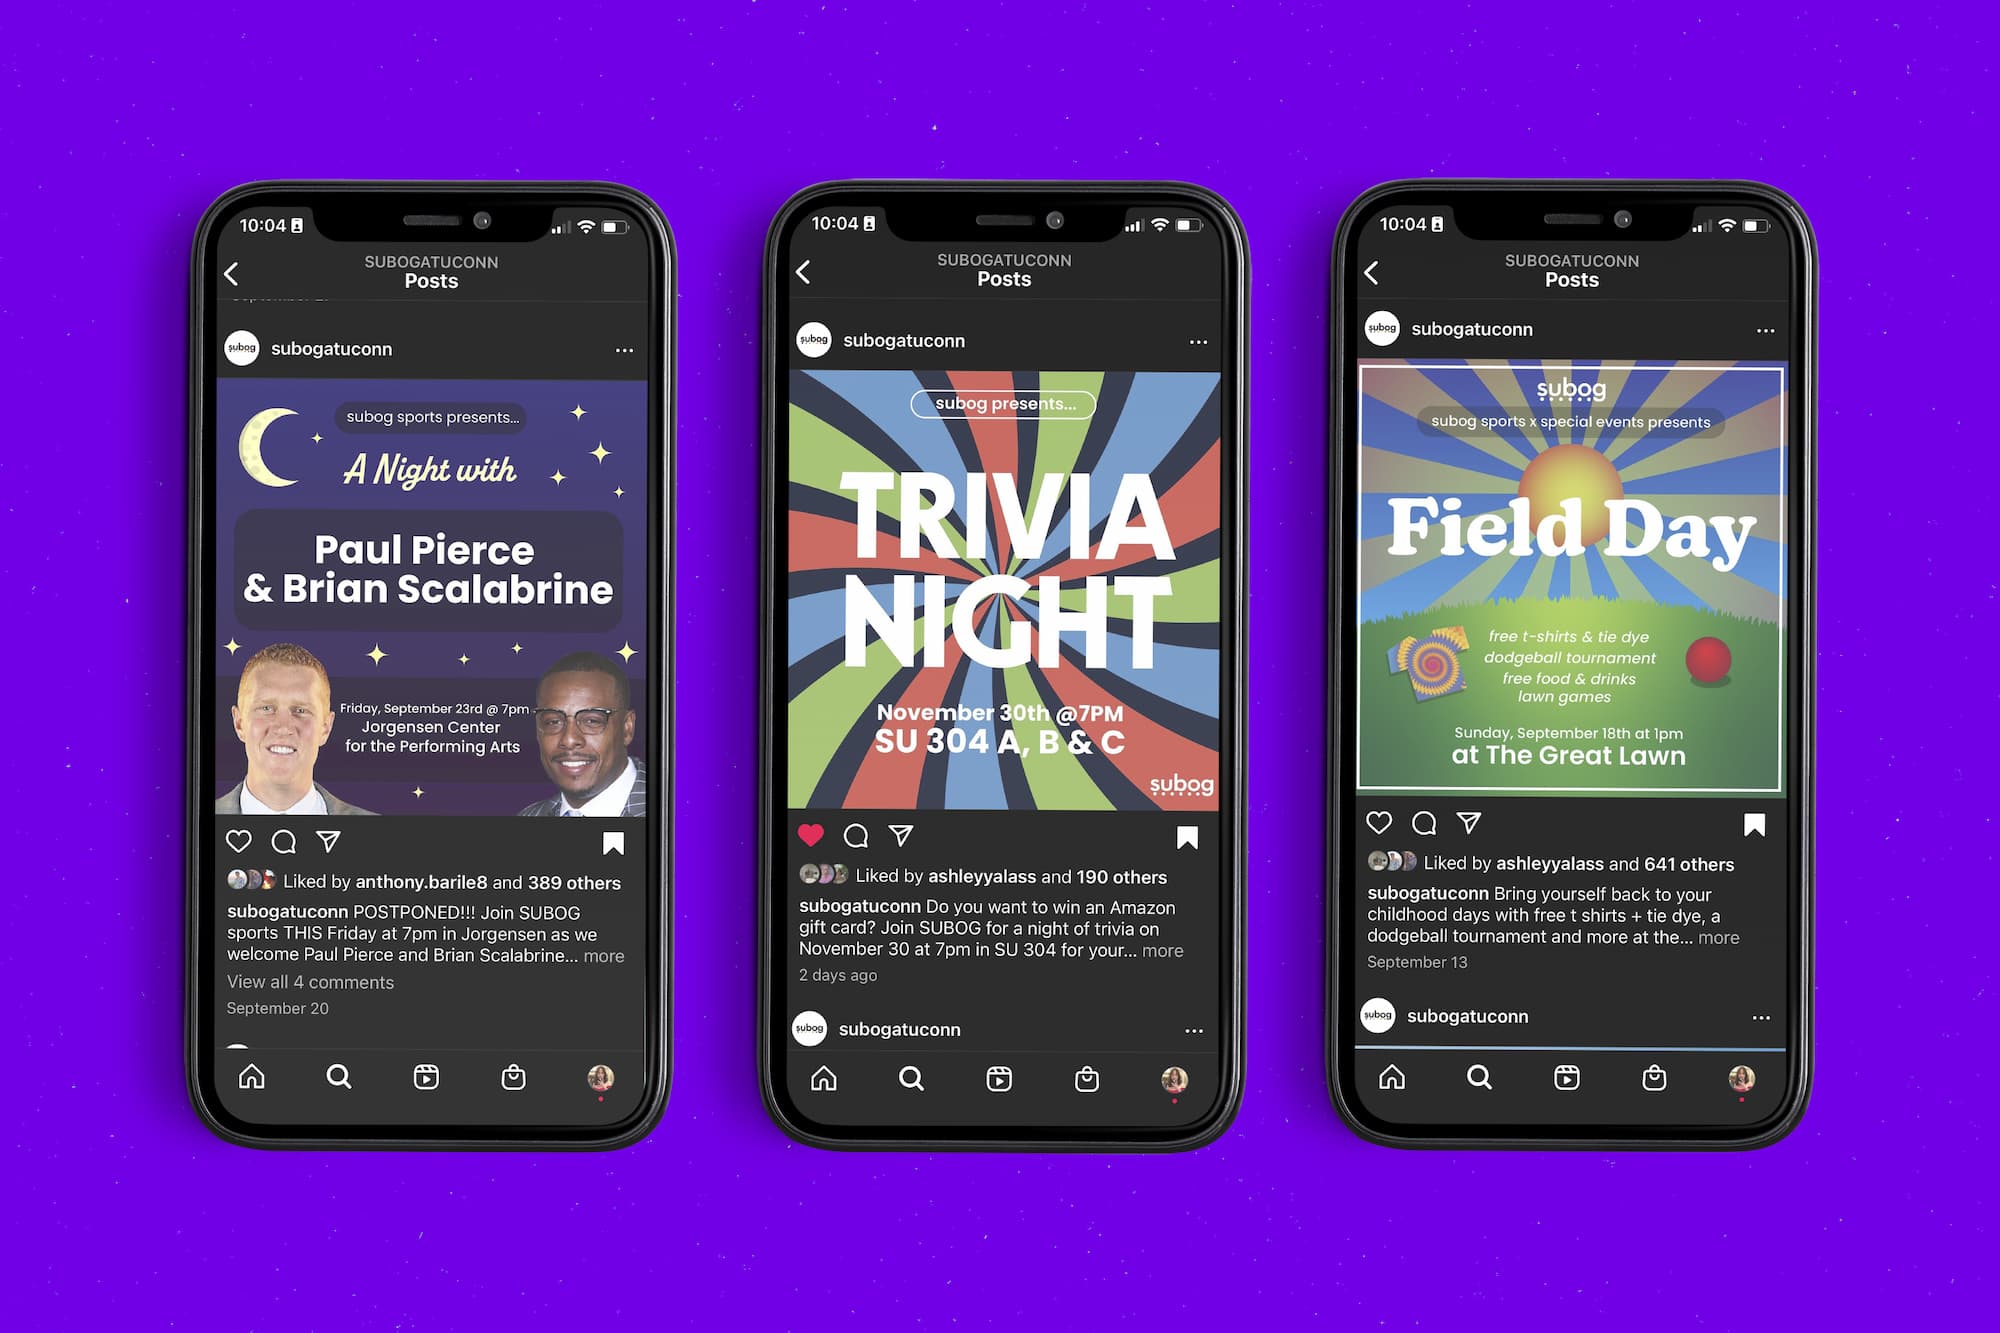 10:04
SUBOGATUCONN
Posts
subog
subogatuconn
subog sports presents...
A Night with
Paul Pierce
& Brian Scalabrine
Friday, September 23rd @ 7pm
Jorgensen Center
for the Performing Arts
Liked by anthony.barile8 and 389 others
subogatuconn POSTPONED!!! Join SUBOG
sports THIS Friday at 7pm in Jorgensen as we
welcome Paul Pierce and Brian Scalabrine... more
View all 4 comments
September 20
10:04
SUBOGATUCONN
Posts
subog
subogatuconn
subog presents...
TRIVIA
NIGHT
November 30th @7PM
SU 304 A, B & C
subog
Liked by ashleyyalass and 190 others
subogatuconn Do you want to win an Amazon
gift card? Join SUBOG for a night of trivia on
November 30 at 7pm in SU 304 for your... more
2 days ago
subog
subogatuconn
10:04
SUBOGATUCONN
Posts
subog
subogatuconn
subog
subog sports x special events presents
Field Day
free t-shirts & tie dye
dodgeball tournament
free food & drinks
lawn games
Sunday, September 18th at 1pm
at The Great Lawn
Liked by ashleyyalass and 641 others
subogatuconn Bring yourself back to your
childhood days with free t shirts + tie dye, a
dodgeball tournament and more at the... more
September 13
subog
subogatuconn